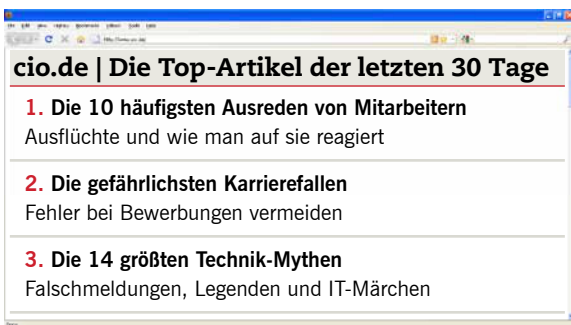 cio.de | Die Top-Artikel der letzten 30 Tage
1. Die 10 häufigsten Ausreden von Mitarbeitern
Ausflüchte und wie man auf sie reagiert
2. Die gefährlichsten Karrierefallen
Fehler bei Bewerbungen vermeiden
3. Die 14 größten Technik-Mythen
Falschmeldungen, Legenden und IT-Märchen